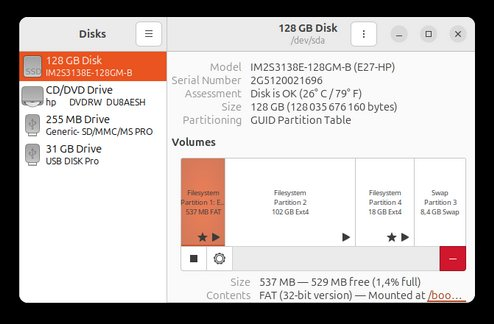 Disks
128 GB Disk
/dev/sda
128 GB Disk
IM2S3138E-128GM-B
SSD
CD/DVD Drive
hp DVDRW DU8AESH
255 MB Drive
Generic- SD/MMC/MS PRO
31 GB Drive
USB DISK Pro
Model IM2S3138E-128GM-B (E27-HP)
Serial Number 2G5120021696
Assessment Disk is OK (26° C / 79° F)
Size 128 GB (128 035 676 160 bytes)
Partitioning GUID Partition Table
Volumes
Filesystem
Partition 1: E…
537 MB FAT
Filesystem
Partition 2
102 GB Ext4
Filesystem
Partition 4
18 GB Ext4
Swap
Partition 3
8,4 GB Swap
Size 537 MB — 529 MB free (1,4% full)
Contents FAT (32-bit version) — Mounted at /boo…